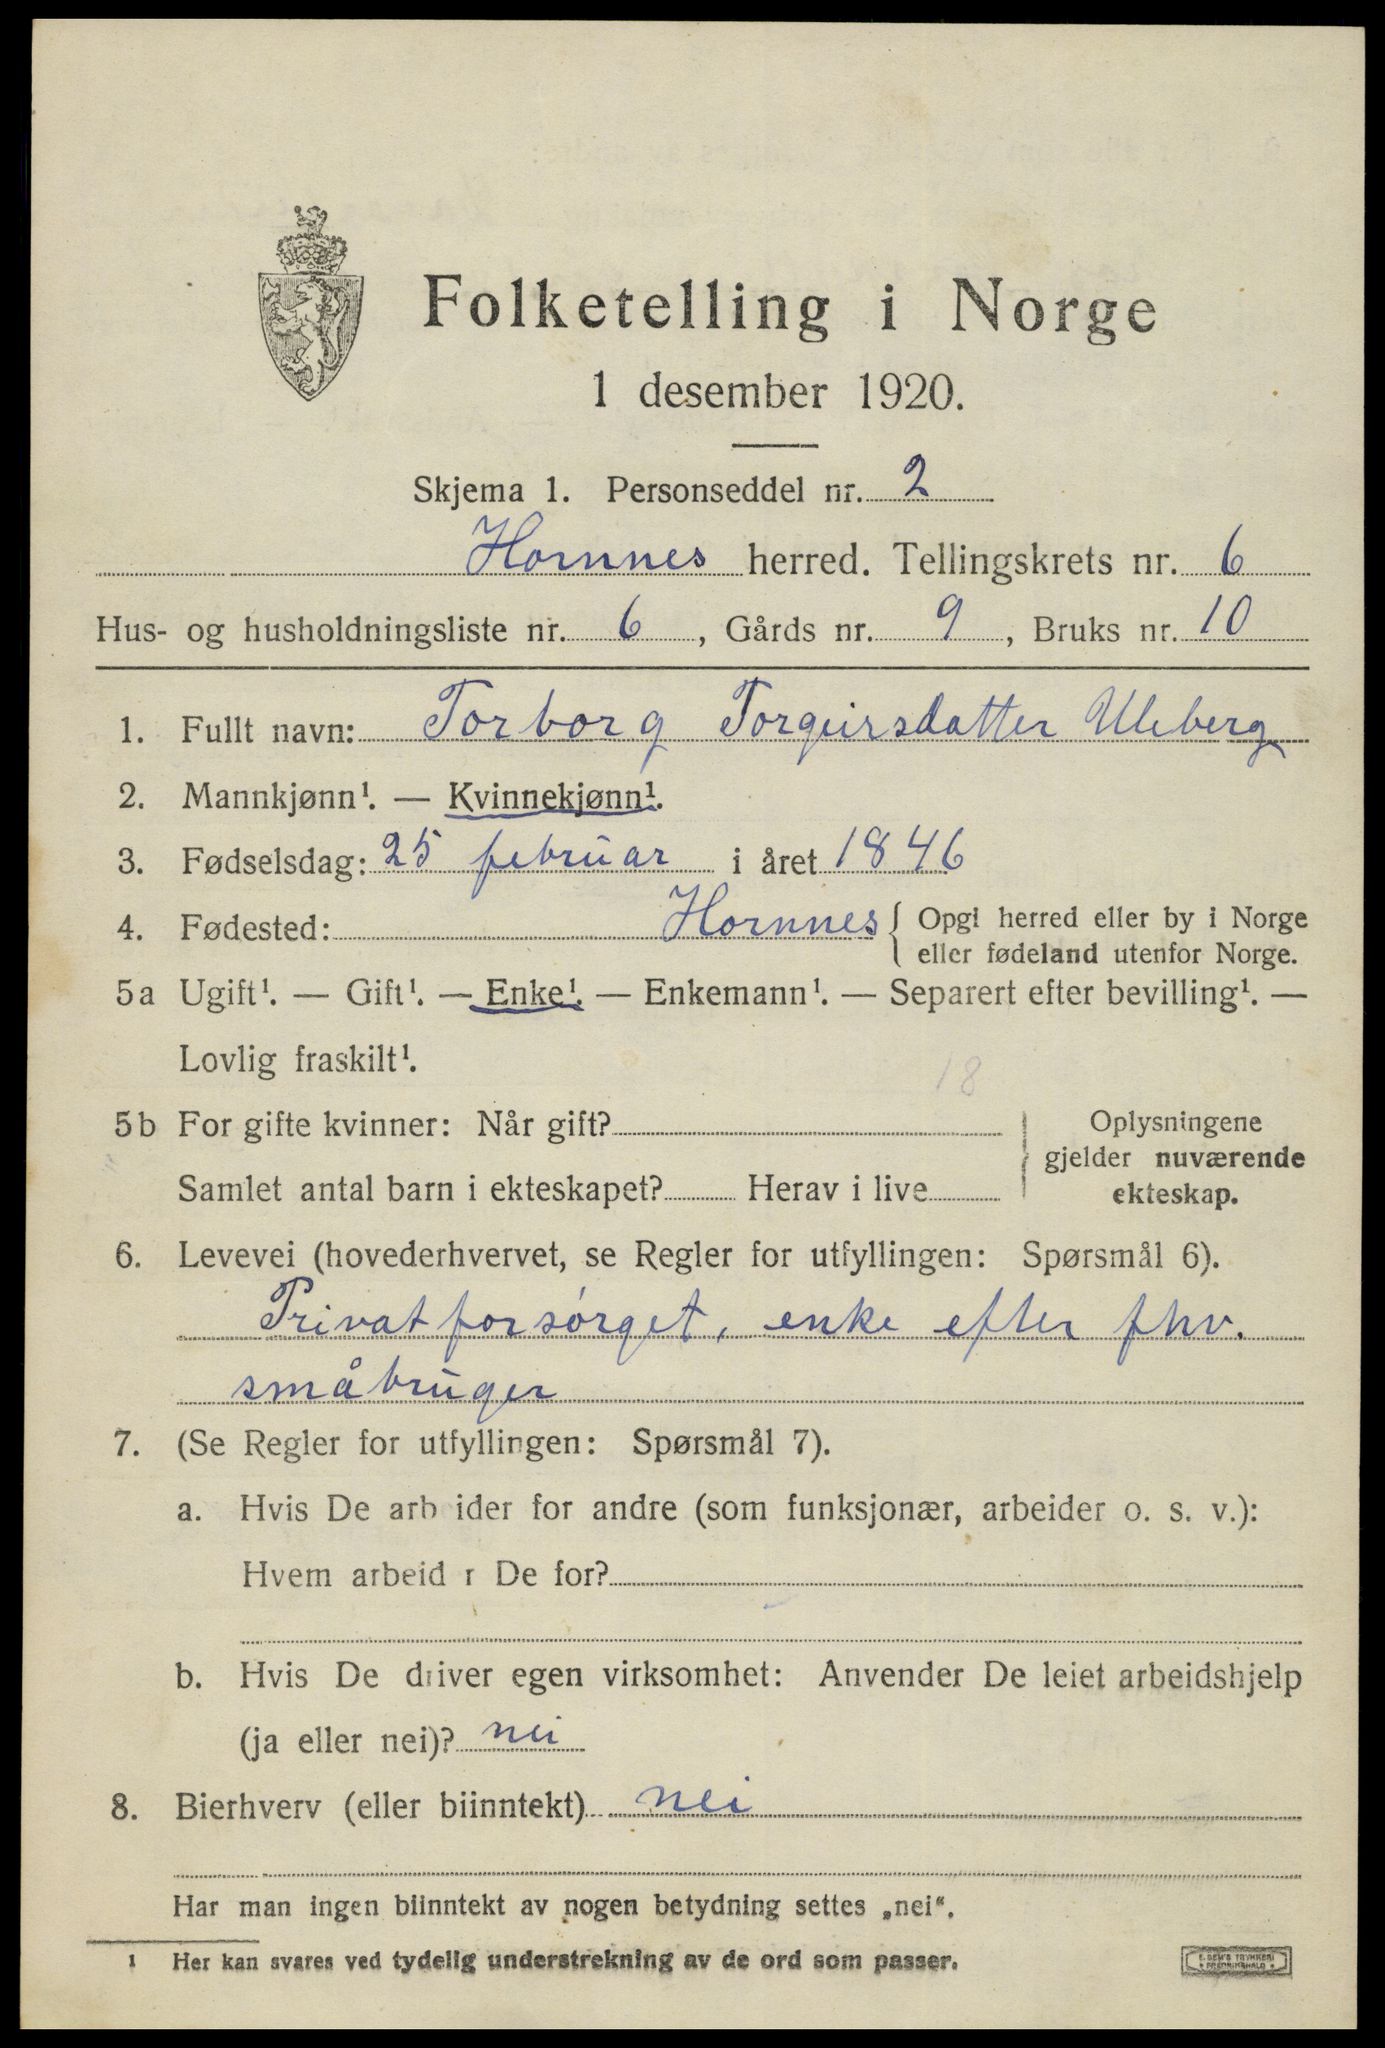 Folketelling i Norge
1 desember 1920.
Skjema 1. Personseddel nr. 2
Hornnes herred. Tellingskrets nr. 6
Hus- og husholdningsliste nr. 6, Gårds nr. 9, Bruks nr. 10
1. Fullt navn: Torborg Torgeirsdatter Uleberg
2. Mannkjønn¹. — Kvinnekjønn¹.
3. Fødselsdag: 25 februar i året 1846
4. Fødested: Hornnes { Opgi herred eller by i Norge
eller fødeland utenfor Norge.
5a Ugift¹. — Gift¹. — Enke¹. — Enkemann¹. — Separert efter bevilling¹. —
Lovlig fraskilt¹.
18
5b For gifte kvinner: Når gift?
Samlet antal barn i ekteskapet? Herav i live
Oplysningene
gjelder nuværende
ekteskap.
6. Levevei (hovederhvervet, se Regler for utfyllingen: Spørsmål 6).
Privat forsørget, enke efter fhv.
småbruger
7. (Se Regler for utfyllingen: Spørsmål 7).
a. Hvis De arb ider for andre (som funksjonær, arbeider o. s. v.):
Hvem arbeid r De for?
b. Hvis De driver egen virksomhet: Anvender De leiet arbeidshjelp
(ja eller nei)? nei
8. Bierhverv (eller biinntekt) nei
Har man ingen biinntekt av nogen betydning settes „nei“.
1 Her kan svares ved tydelig understrekning av de ord som passer.